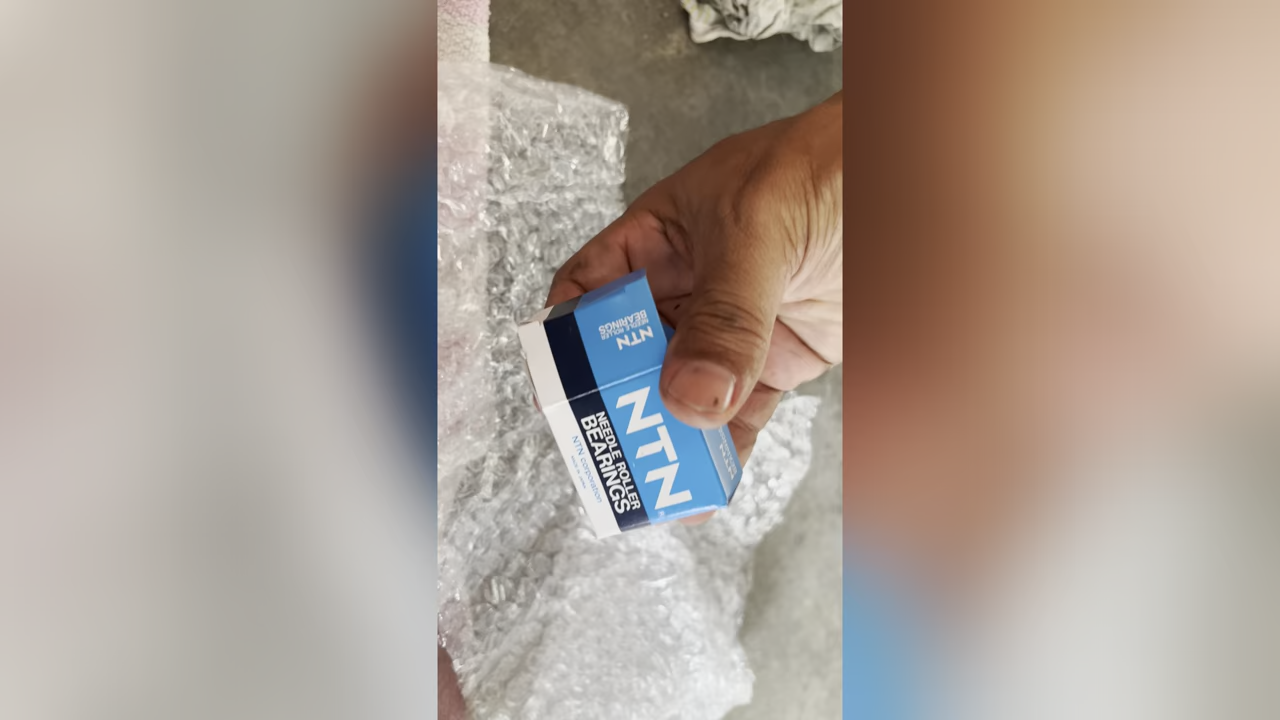 NTN
NEEDLE ROLLER
BEARINGS
NTN
NEEDLE ROLLER
BEARINGS
NTN corporation